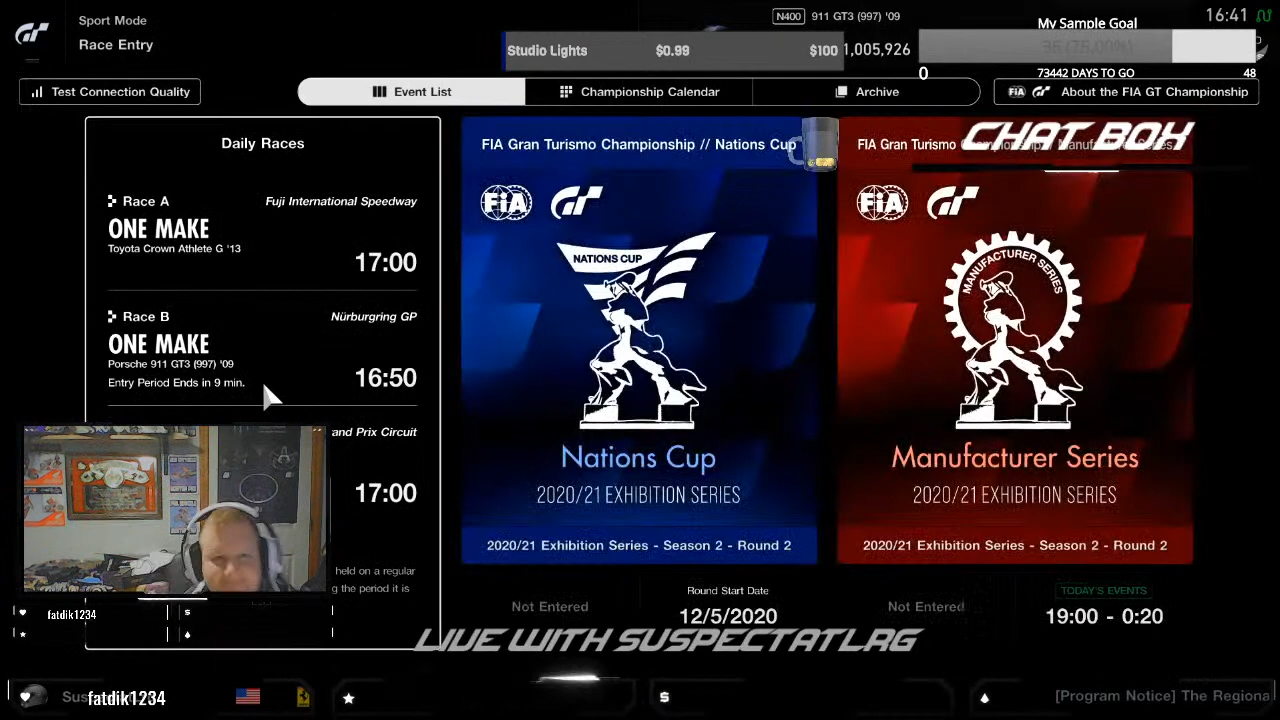 Sport Mode
Race Entry
N400 911 GT3 (997) '09
16:41
My Sample Goal
Studio Lights $0.99 $100
1,005,926
0 73442 DAYS TO GO 48
Test Connection Quality
Event List
Championship Calendar
Archive
FIA GT About the FIA GT Championship
Daily Races
Race A Fuji International Speedway
ONE MAKE
Toyota Crown Athlete G '13
17:00
Race B Nürburgring GP
ONE MAKE
Porsche 911 GT3 (997) '09
Entry Period Ends in 9 min.
16:50
and Prix Circuit
17:00
held on a regular
g the period it is
FIA Gran Turismo Championship // Nations Cup
FIA GT
NATIONS CUP
Nations Cup
2020/21 EXHIBITION SERIES
2020/21 Exhibition Series - Season 2 - Round 2
Not Entered
Round Start Date
12/5/2020
FIA Gran Turismo
CHAT BOX
FIA GT
MANUFACTURER SERIES
Manufacturer Series
2020/21 EXHIBITION SERIES
2020/21 Exhibition Series - Season 2 - Round 2
Not Entered
TODAY'S EVENTS
19:00 - 0:20
fatdik1234
LIVE WITH SUSPECTATLRG
fatdik1234
[Program Notice] The Regiona